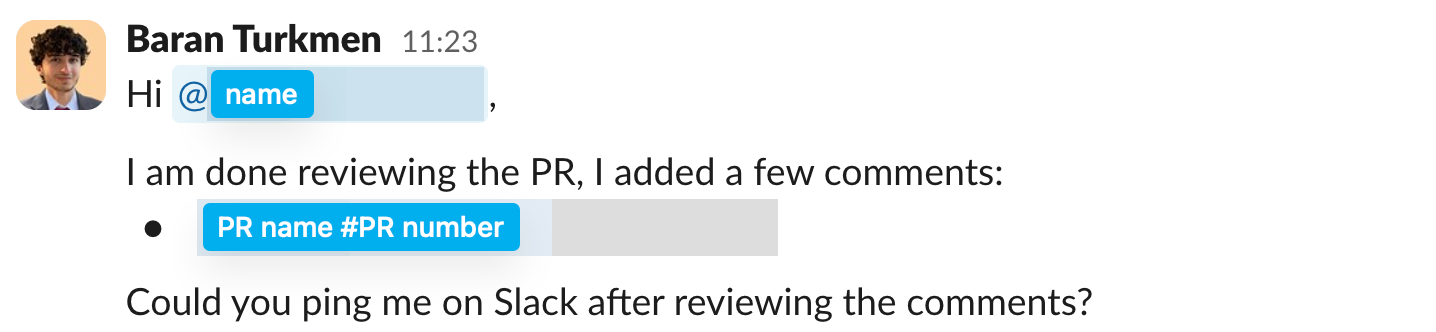 Baran Turkmen 11:23
Hi @name,
I am done reviewing the PR, I added a few comments:
• PR name #PR number
Could you ping me on Slack after reviewing the comments?